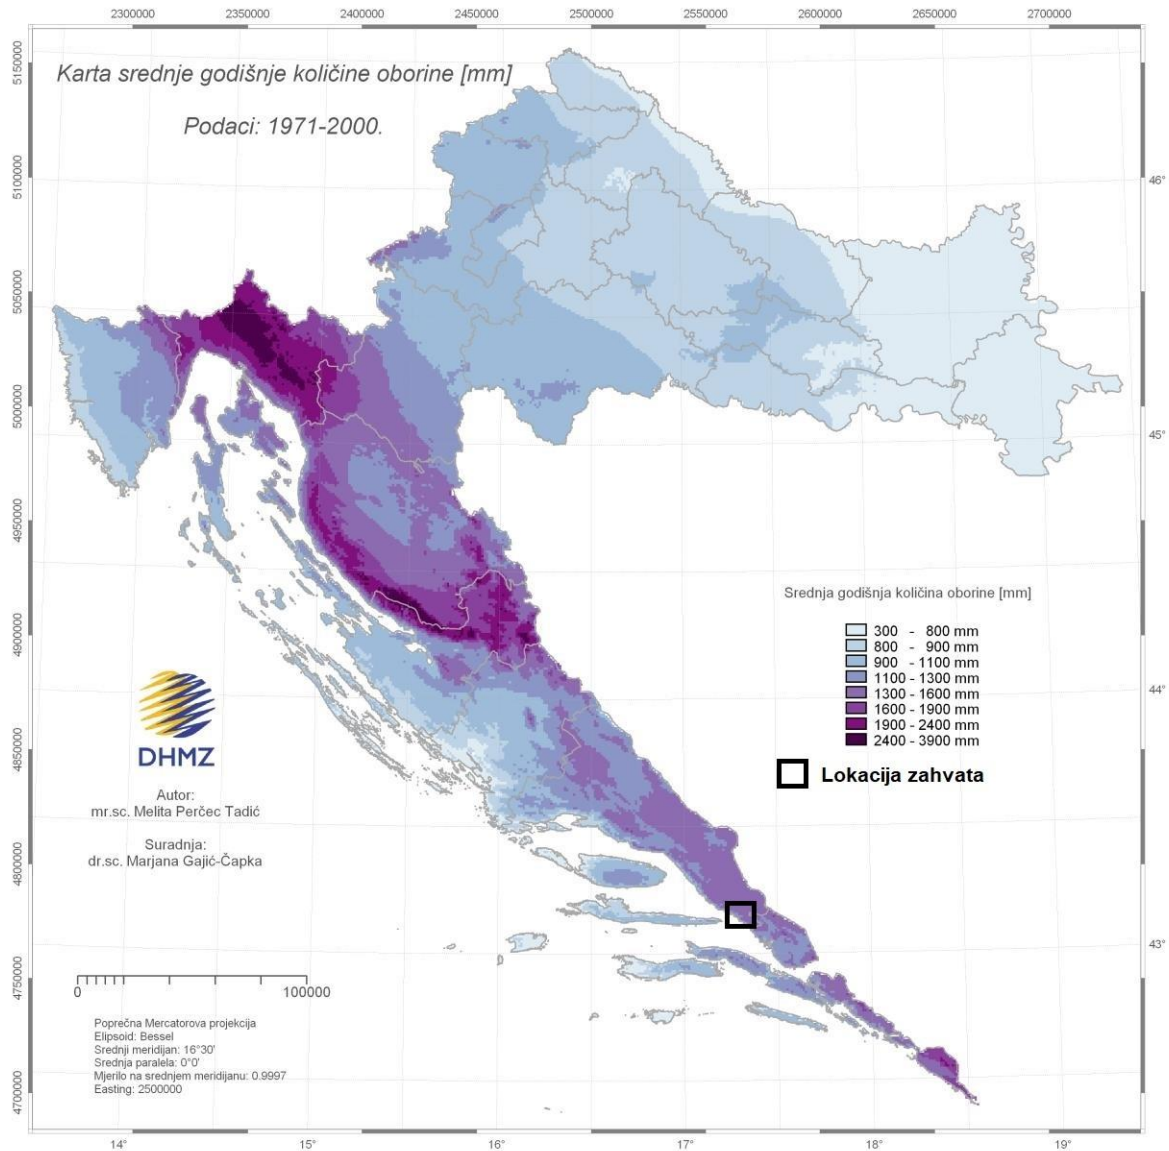 2300000 2350000 2400000 2450000 2500000 2550000 2600000 2650000 2700000
Karta srednje godišnje količine oborine [mm]
Podaci: 1971-2000.
5150000
5100000
5050000
5000000
4950000
4900000
4850000
4800000
4750000
4700000
46°
45°
44°
43°
Srednja godišnja količina oborine [mm]
300 - 800 mm
800 - 900 mm
900 - 1100 mm
1100 - 1300 mm
1300 - 1600 mm
1600 - 1900 mm
1900 - 2400 mm
2400 - 3900 mm
Lokacija zahvata
DHMZ
Autor:
mr.sc. Melita Perčec Tadić
Suradnja:
dr.sc. Marjana Gajić-Čapka
0 100000
Poprečna Mercatorova projekcija
Elipsoid: Bessel
Srednji meridijan: 16°30'
Srednja paralela: 0°0'
Mjerilo na srednjem meridijanu: 0.9997
Easting: 2500000
14° 15° 16° 17° 18° 19°